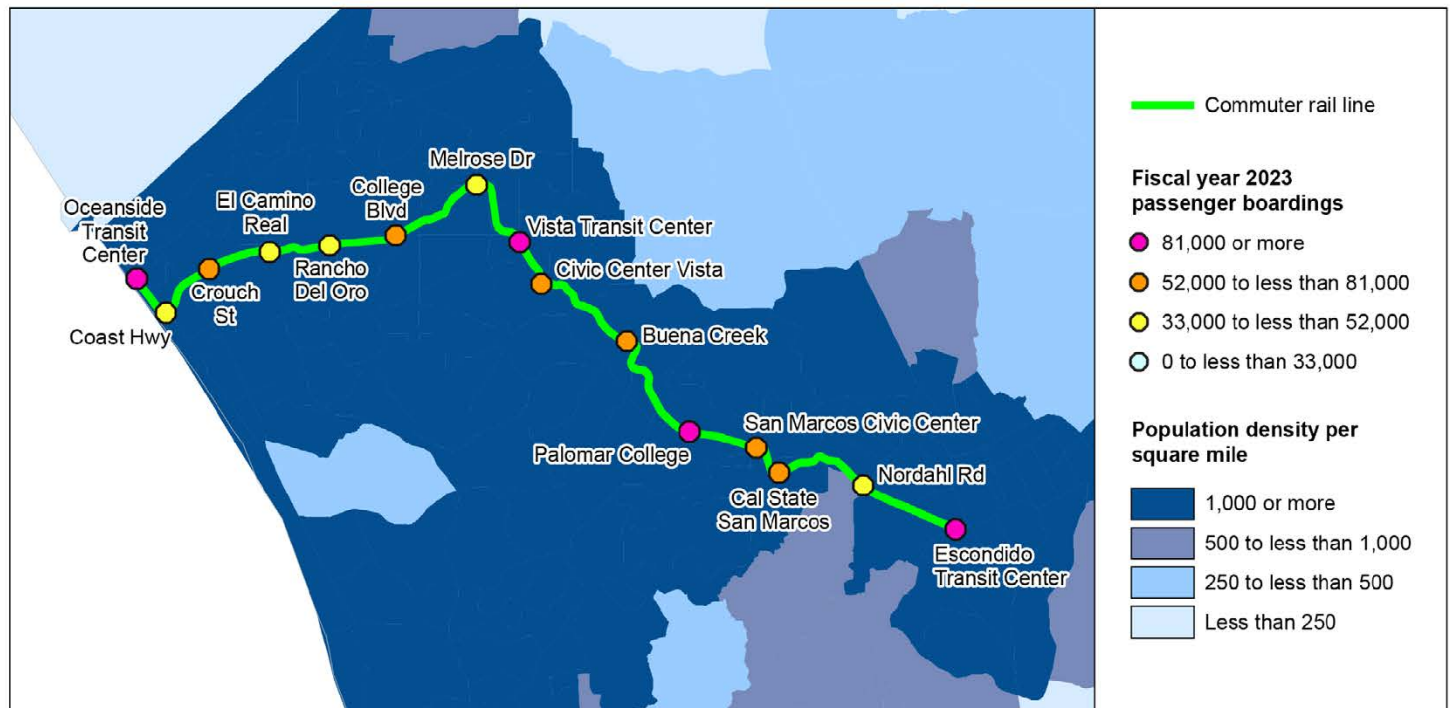 Oceanside
Transit
Center
Coast Hwy
Crouch
St
El Camino
Real
Rancho
Del Oro
College
Blvd
Melrose Dr
Vista Transit Center
Civic Center Vista
Buena Creek
Palomar College
San Marcos Civic Center
Cal State
San Marcos
Nordahl Rd
Escondido
Transit Center
Commuter rail line
Fiscal year 2023
passenger boardings
81,000 or more
52,000 to less than 81,000
33,000 to less than 52,000
0 to less than 33,000
Population density per
square mile
1,000 or more
500 to less than 1,000
250 to less than 500
Less than 250